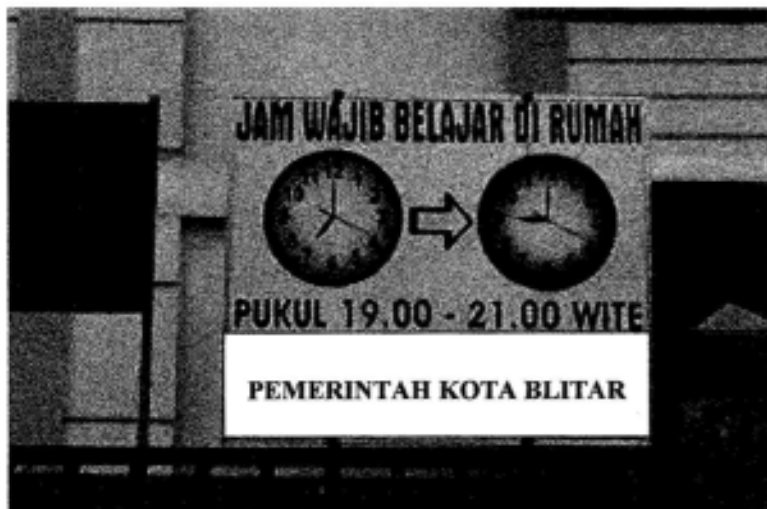 JAM WAJIB BELAJAR DI RUMAH
PUKUL 19.00 - 21.00 WITE
PEMERINTAH KOTA BLITAR